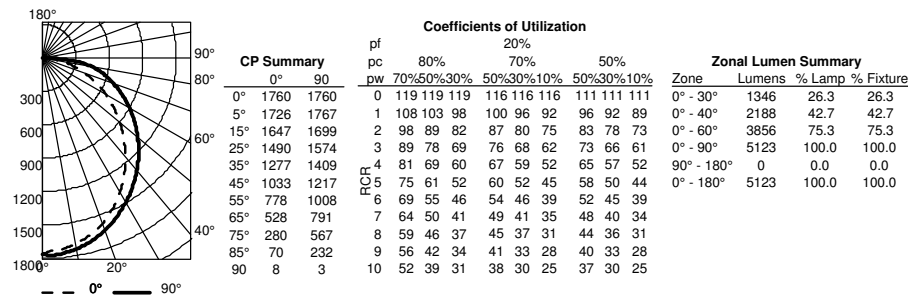 180°
90°
80°
60°
40°
300
600
900
1200
1500
1800
0° 20°
0° 90°
CP Summary
0° 90
0° 1760 1760
5° 1726 1767
15° 1647 1699
25° 1490 1574
35° 1277 1409
45° 1033 1217
55° 778 1008
65° 528 791
75° 280 567
85° 70 232
90 8 3
Coefficients of Utilization
pf 20%
pc 80% 70% 50%
pw 70%50%30% 50%30%10% 50%30%10%
RCR
0 119 119 119 116 116 116 111 111 111
1 108 103 98 100 96 92 96 92 89
2 98 89 82 87 80 75 83 78 73
3 89 78 69 76 68 62 73 66 61
4 81 69 60 67 59 52 65 57 52
5 75 61 52 60 52 45 58 50 44
6 69 55 46 54 46 39 52 45 39
7 64 50 41 49 41 35 48 40 34
8 59 46 37 45 37 31 44 36 31
9 56 42 34 41 33 28 40 33 28
10 52 39 31 38 30 25 37 30 25
Zonal Lumen Summary
Zone Lumens % Lamp % Fixture
0° - 30° 1346 26.3 26.3
0° - 40° 2188 42.7 42.7
0° - 60° 3856 75.3 75.3
0° - 90° 5123 100.0 100.0
90° - 180° 0 0.0 0.0
0° - 180° 5123 100.0 100.0